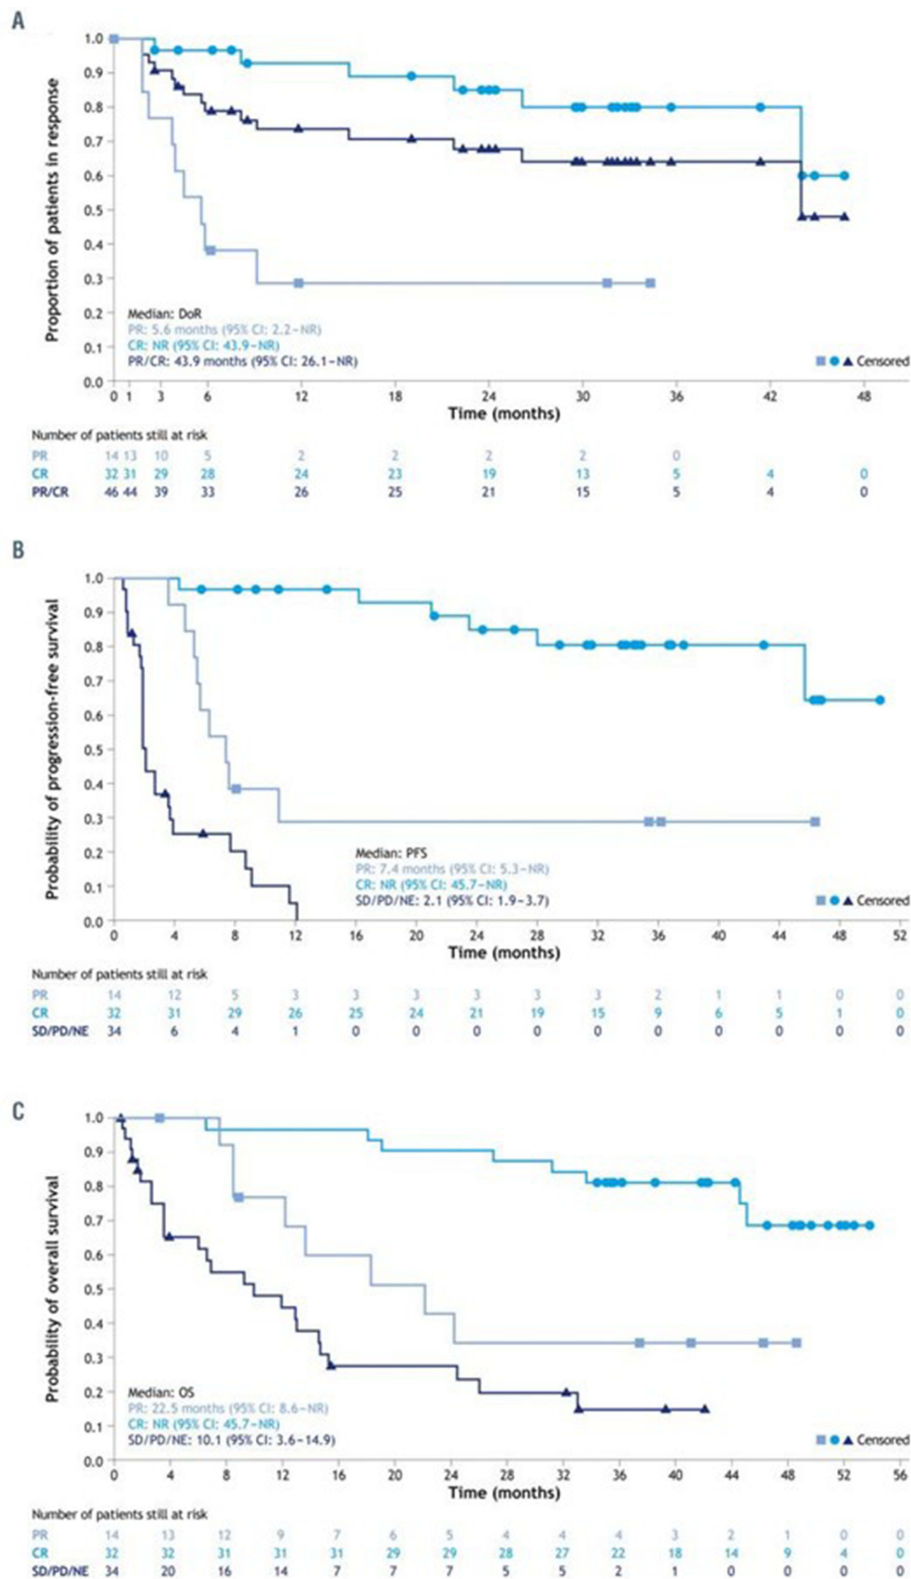 A
Proportion of patients in response
1.0
0.9
0.8
0.7
0.6
0.5
0.4
0.3
0.2
0.1
0.0
Median: DoR
PR: 5.6 months (95% CI: 2.2–NR)
CR: NR (95% CI: 43.9–NR)
PR/CR: 43.9 months (95% CI: 26.1–NR)
Censored
0 1 3 6 12 18 24 30 36 42 48
Time (months)
Number of patients still at risk
PR 14 13 10 5 2 2 2 2 0
CR 32 31 29 28 24 23 19 13 5 4 0
PR/CR 46 44 39 33 26 25 21 15 5 4 0
B
Probability of progression-free survival
1.0
0.9
0.8
0.7
0.6
0.5
0.4
0.3
0.2
0.1
0.0
Median: PFS
PR: 7.4 months (95% CI: 5.3–NR)
CR: NR (95% CI: 45.7–NR)
SD/PD/NE: 2.1 (95% CI: 1.9–3.7)
Censored
0 4 8 12 16 20 24 28 32 36 40 44 48 52
Time (months)
Number of patients still at risk
PR 14 12 5 3 3 3 3 3 3 2 1 1 0 0
CR 32 31 29 26 25 24 21 19 15 9 6 5 1 0
SD/PD/NE 34 6 4 1 0 0 0 0 0 0 0 0 0 0
C
Probability of overall survival
1.0
0.9
0.8
0.7
0.6
0.5
0.4
0.3
0.2
0.1
0.0
Median: OS
PR: 22.5 months (95% CI: 8.6–NR)
CR: NR (95% CI: 45.7–NR)
SD/PD/NE: 10.1 (95% CI: 3.6–14.9)
Censored
0 4 8 12 16 20 24 28 32 36 40 44 48 52 56
Time (months)
Number of patients still at risk
PR 14 13 12 9 7 6 5 4 4 4 3 2 1 0 0
CR 32 32 31 31 31 29 29 28 27 22 18 14 9 4 0
SD/PD/NE 34 20 16 14 7 7 7 5 5 2 1 0 0 0 0